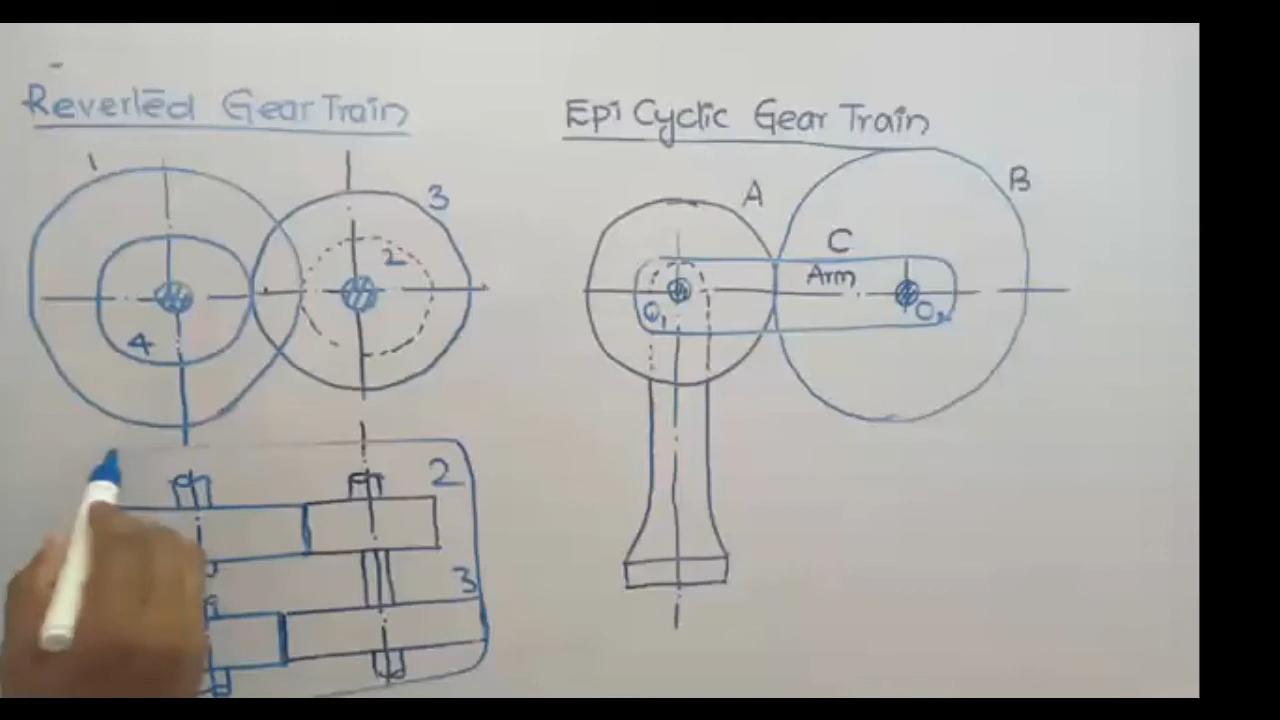 Reverted Gear Train
Epi Cyclic Gear Train
1
3
2
4
A
B
C
Arm
O₁
O₂
2
3